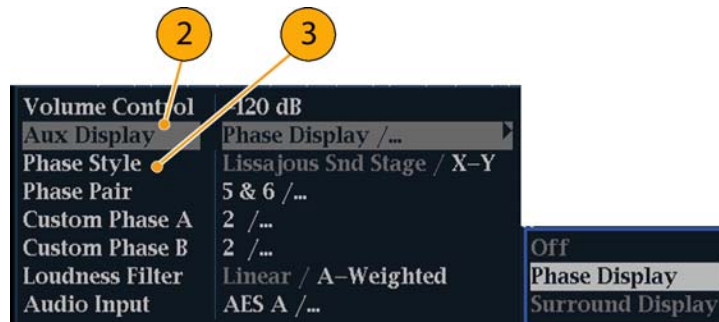 2 3
Volume Control -120 dB
Aux Display Phase Display /...
Phase Style Lissajous Snd Stage / X-Y
Phase Pair 5 & 6 /...
Custom Phase A 2 /...
Custom Phase B 2 /...
Loudness Filter Linear / A-Weighted
Audio Input AES A /...
Off
Phase Display
Surround Display